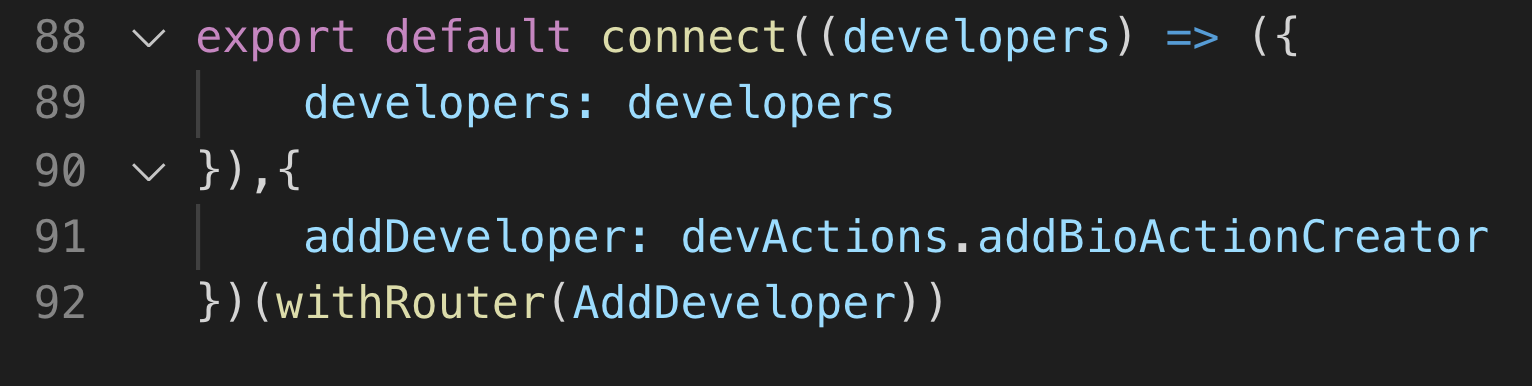 88 export default connect((developers) => ({
89     developers: developers
90 }),{
91     addDeveloper: devActions.addBioActionCreator
92 })(withRouter(AddDeveloper))